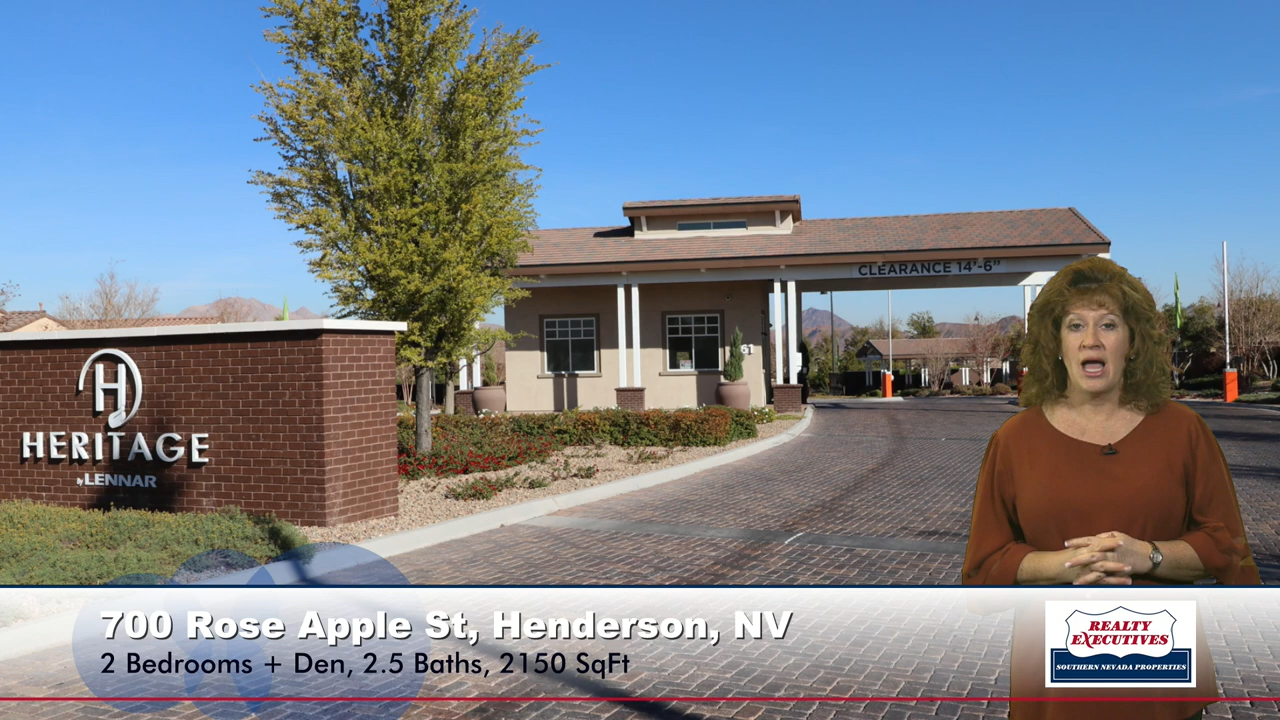 CLEARANCE 14'-6"
61
H
HERITAGE
by LENNAR
700 Rose Apple St, Henderson, NV
2 Bedrooms + Den, 2.5 Baths, 2150 SqFt
REALTY
EXECUTIVES
SOUTHERN NEVADA PROPERTIES